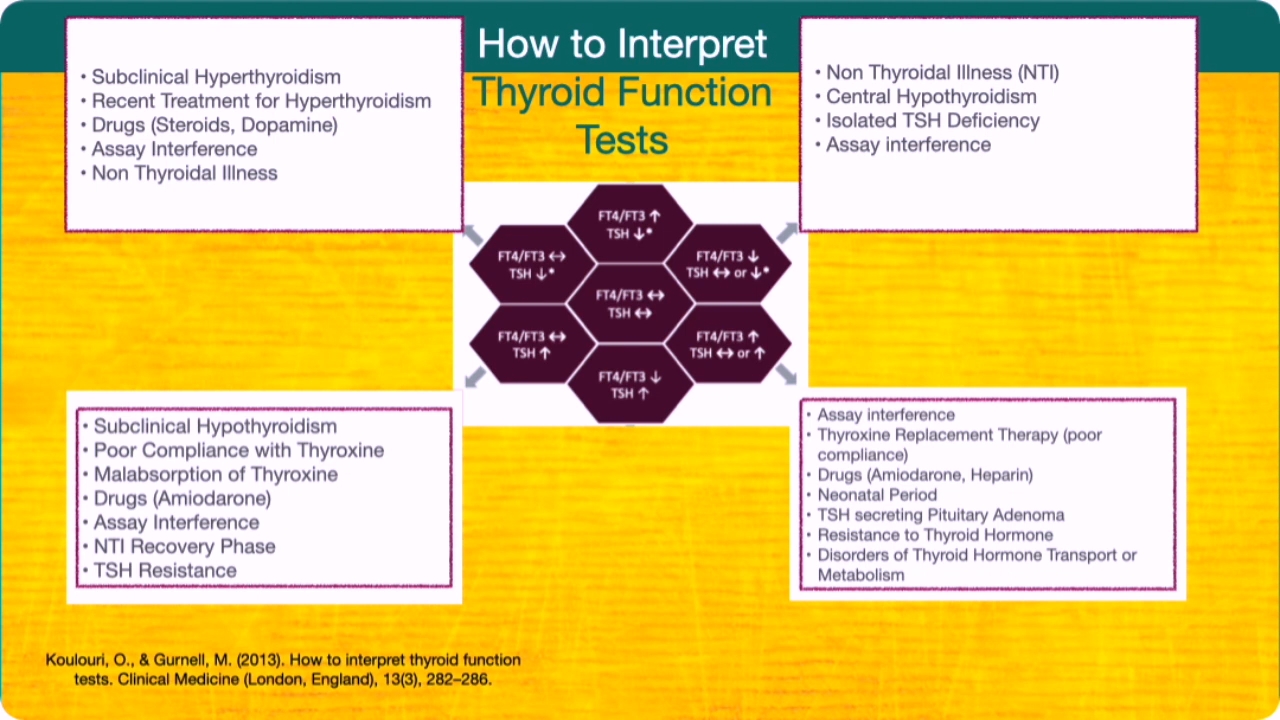 How to Interpret
Thyroid Function
Tests
• Subclinical Hyperthyroidism
• Recent Treatment for Hyperthyroidism
• Drugs (Steroids, Dopamine)
• Assay Interference
• Non Thyroidal Illness
• Non Thyroidal Illness (NTI)
• Central Hypothyroidism
• Isolated TSH Deficiency
• Assay interference
FT4/FT3 ↑
TSH ↓*
FT4/FT3 ↔
TSH ↓*
FT4/FT3 ↓
TSH ↔ or ↓*
FT4/FT3 ↔
TSH ↔
FT4/FT3 ↔
TSH ↑
FT4/FT3 ↑
TSH ↔ or ↑
FT4/FT3 ↓
TSH ↑
• Subclinical Hypothyroidism
• Poor Compliance with Thyroxine
• Malabsorption of Thyroxine
• Drugs (Amiodarone)
• Assay Interference
• NTI Recovery Phase
• TSH Resistance
• Assay interference
• Thyroxine Replacement Therapy (poor
compliance)
• Drugs (Amiodarone, Heparin)
• Neonatal Period
• TSH secreting Pituitary Adenoma
• Resistance to Thyroid Hormone
• Disorders of Thyroid Hormone Transport or
Metabolism
Koulouri, O., & Gurnell, M. (2013). How to interpret thyroid function
tests. Clinical Medicine (London, England), 13(3), 282–286.